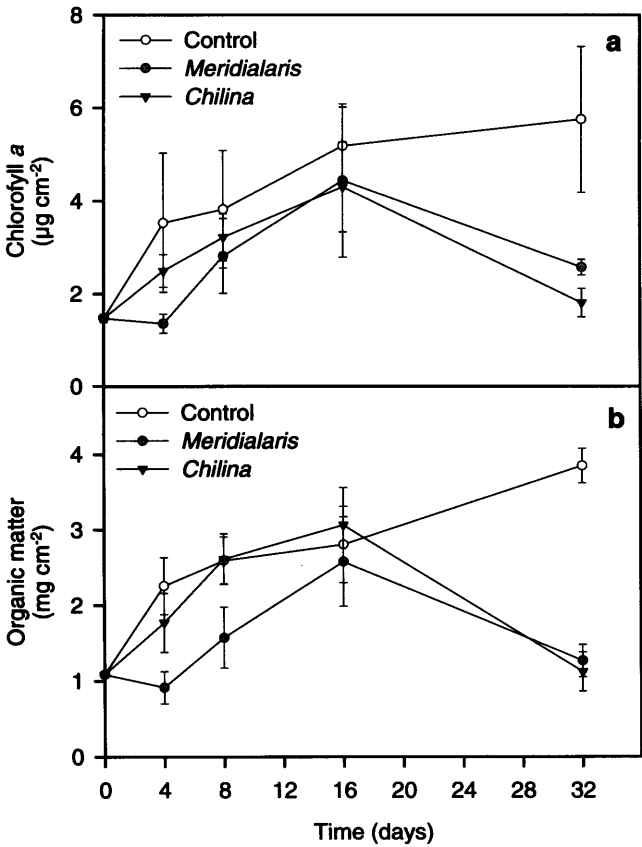 8
6
4
2
0
Chlorofyll a
(µg cm⁻²)
Control
Meridialaris
Chilina
a
4
3
2
1
0
Organic matter
(mg cm⁻²)
Control
Meridialaris
Chilina
b
0 4 8 12 16 20 24 28 32
Time (days)